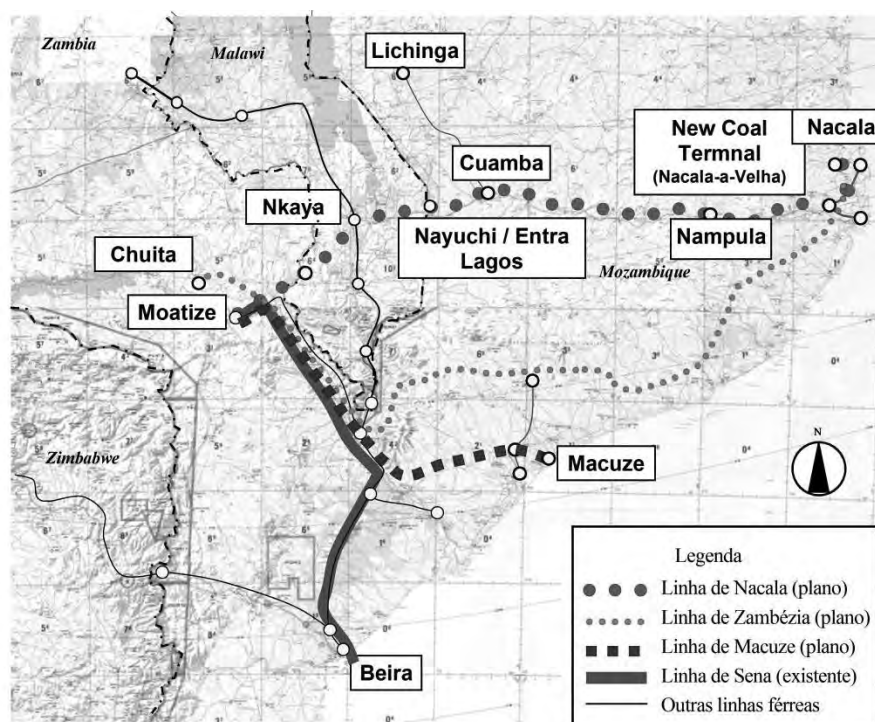 Zambia
Malawi
Lichinga
New Coal
Termnal
(Nacala-a-Velha)
Nacala
Cuamba
Nkaya
Nayuchi / Entra
Lagos
Nampula
Mozambique
Chuita
Moatize
Zimbabwe
Macuze
N
Beira
Legenda
Linha de Nacala (plano)
Linha de Zambézia (plano)
Linha de Macuze (plano)
Linha de Sena (existente)
Outras linhas férreas